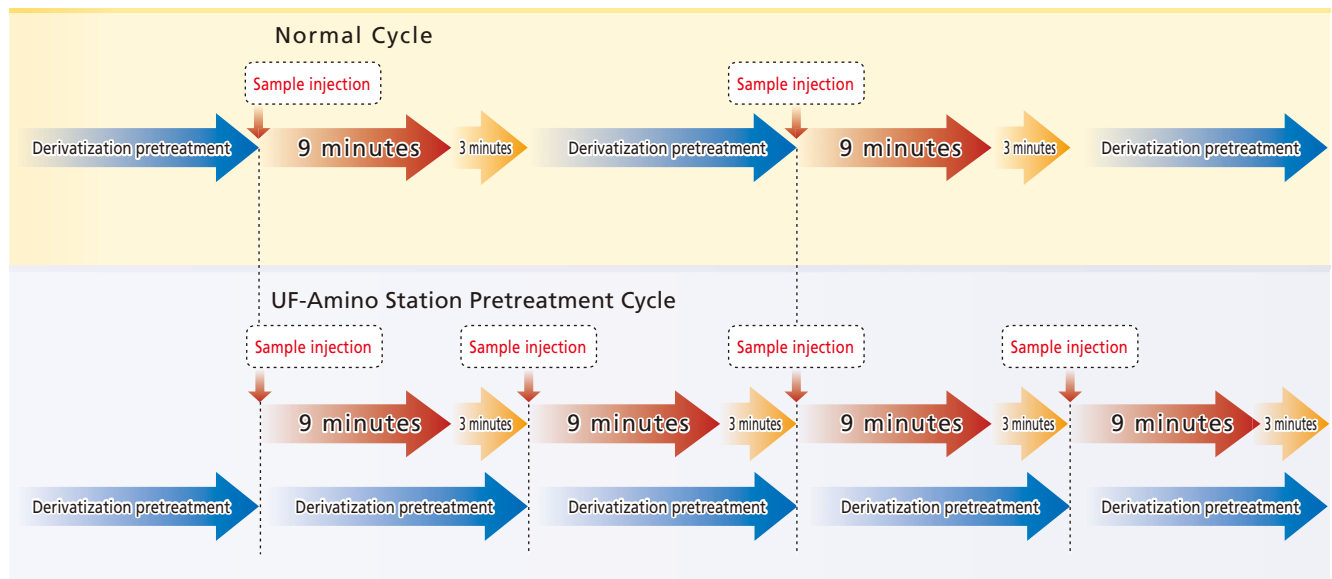 Normal Cycle
Sample injection
Sample injection
Derivatization pretreatment
9 minutes
3 minutes
Derivatization pretreatment
9 minutes
3 minutes
Derivatization pretreatment
UF-Amino Station Pretreatment Cycle
Sample injection
Sample injection
Sample injection
Sample injection
9 minutes
3 minutes
9 minutes
3 minutes
9 minutes
3 minutes
9 minutes
3 minutes
Derivatization pretreatment
Derivatization pretreatment
Derivatization pretreatment
Derivatization pretreatment
Derivatization pretreatment